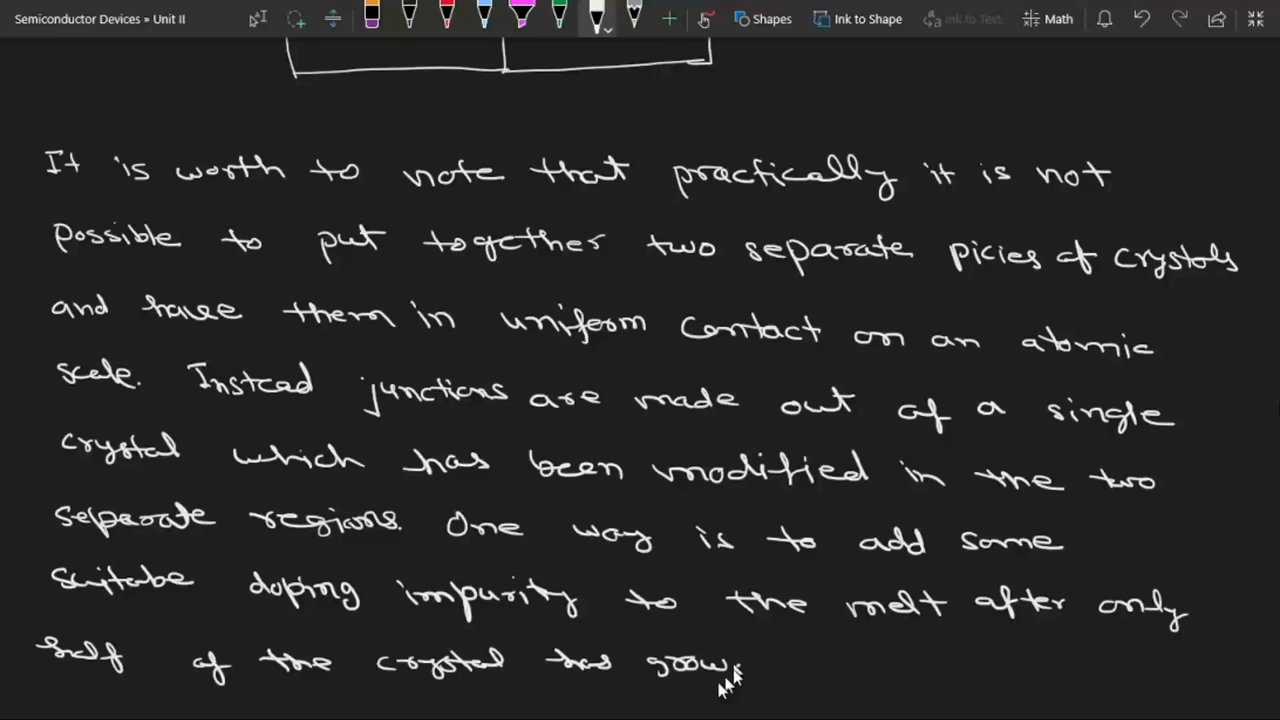 Semiconductor Devices » Unit II
Shapes
Ink to Shape
Ink to Text
Math
It is worth to note that practically it is not
possible to put together two separate picies of crystals
and have them in uniform contact on an atomic
scale. Instead junctions are made out of a single
crystal which has been modified in the two
separate regions. One way is to add some
suitabe doping impurity to the melt after only
half of the crystal has grow